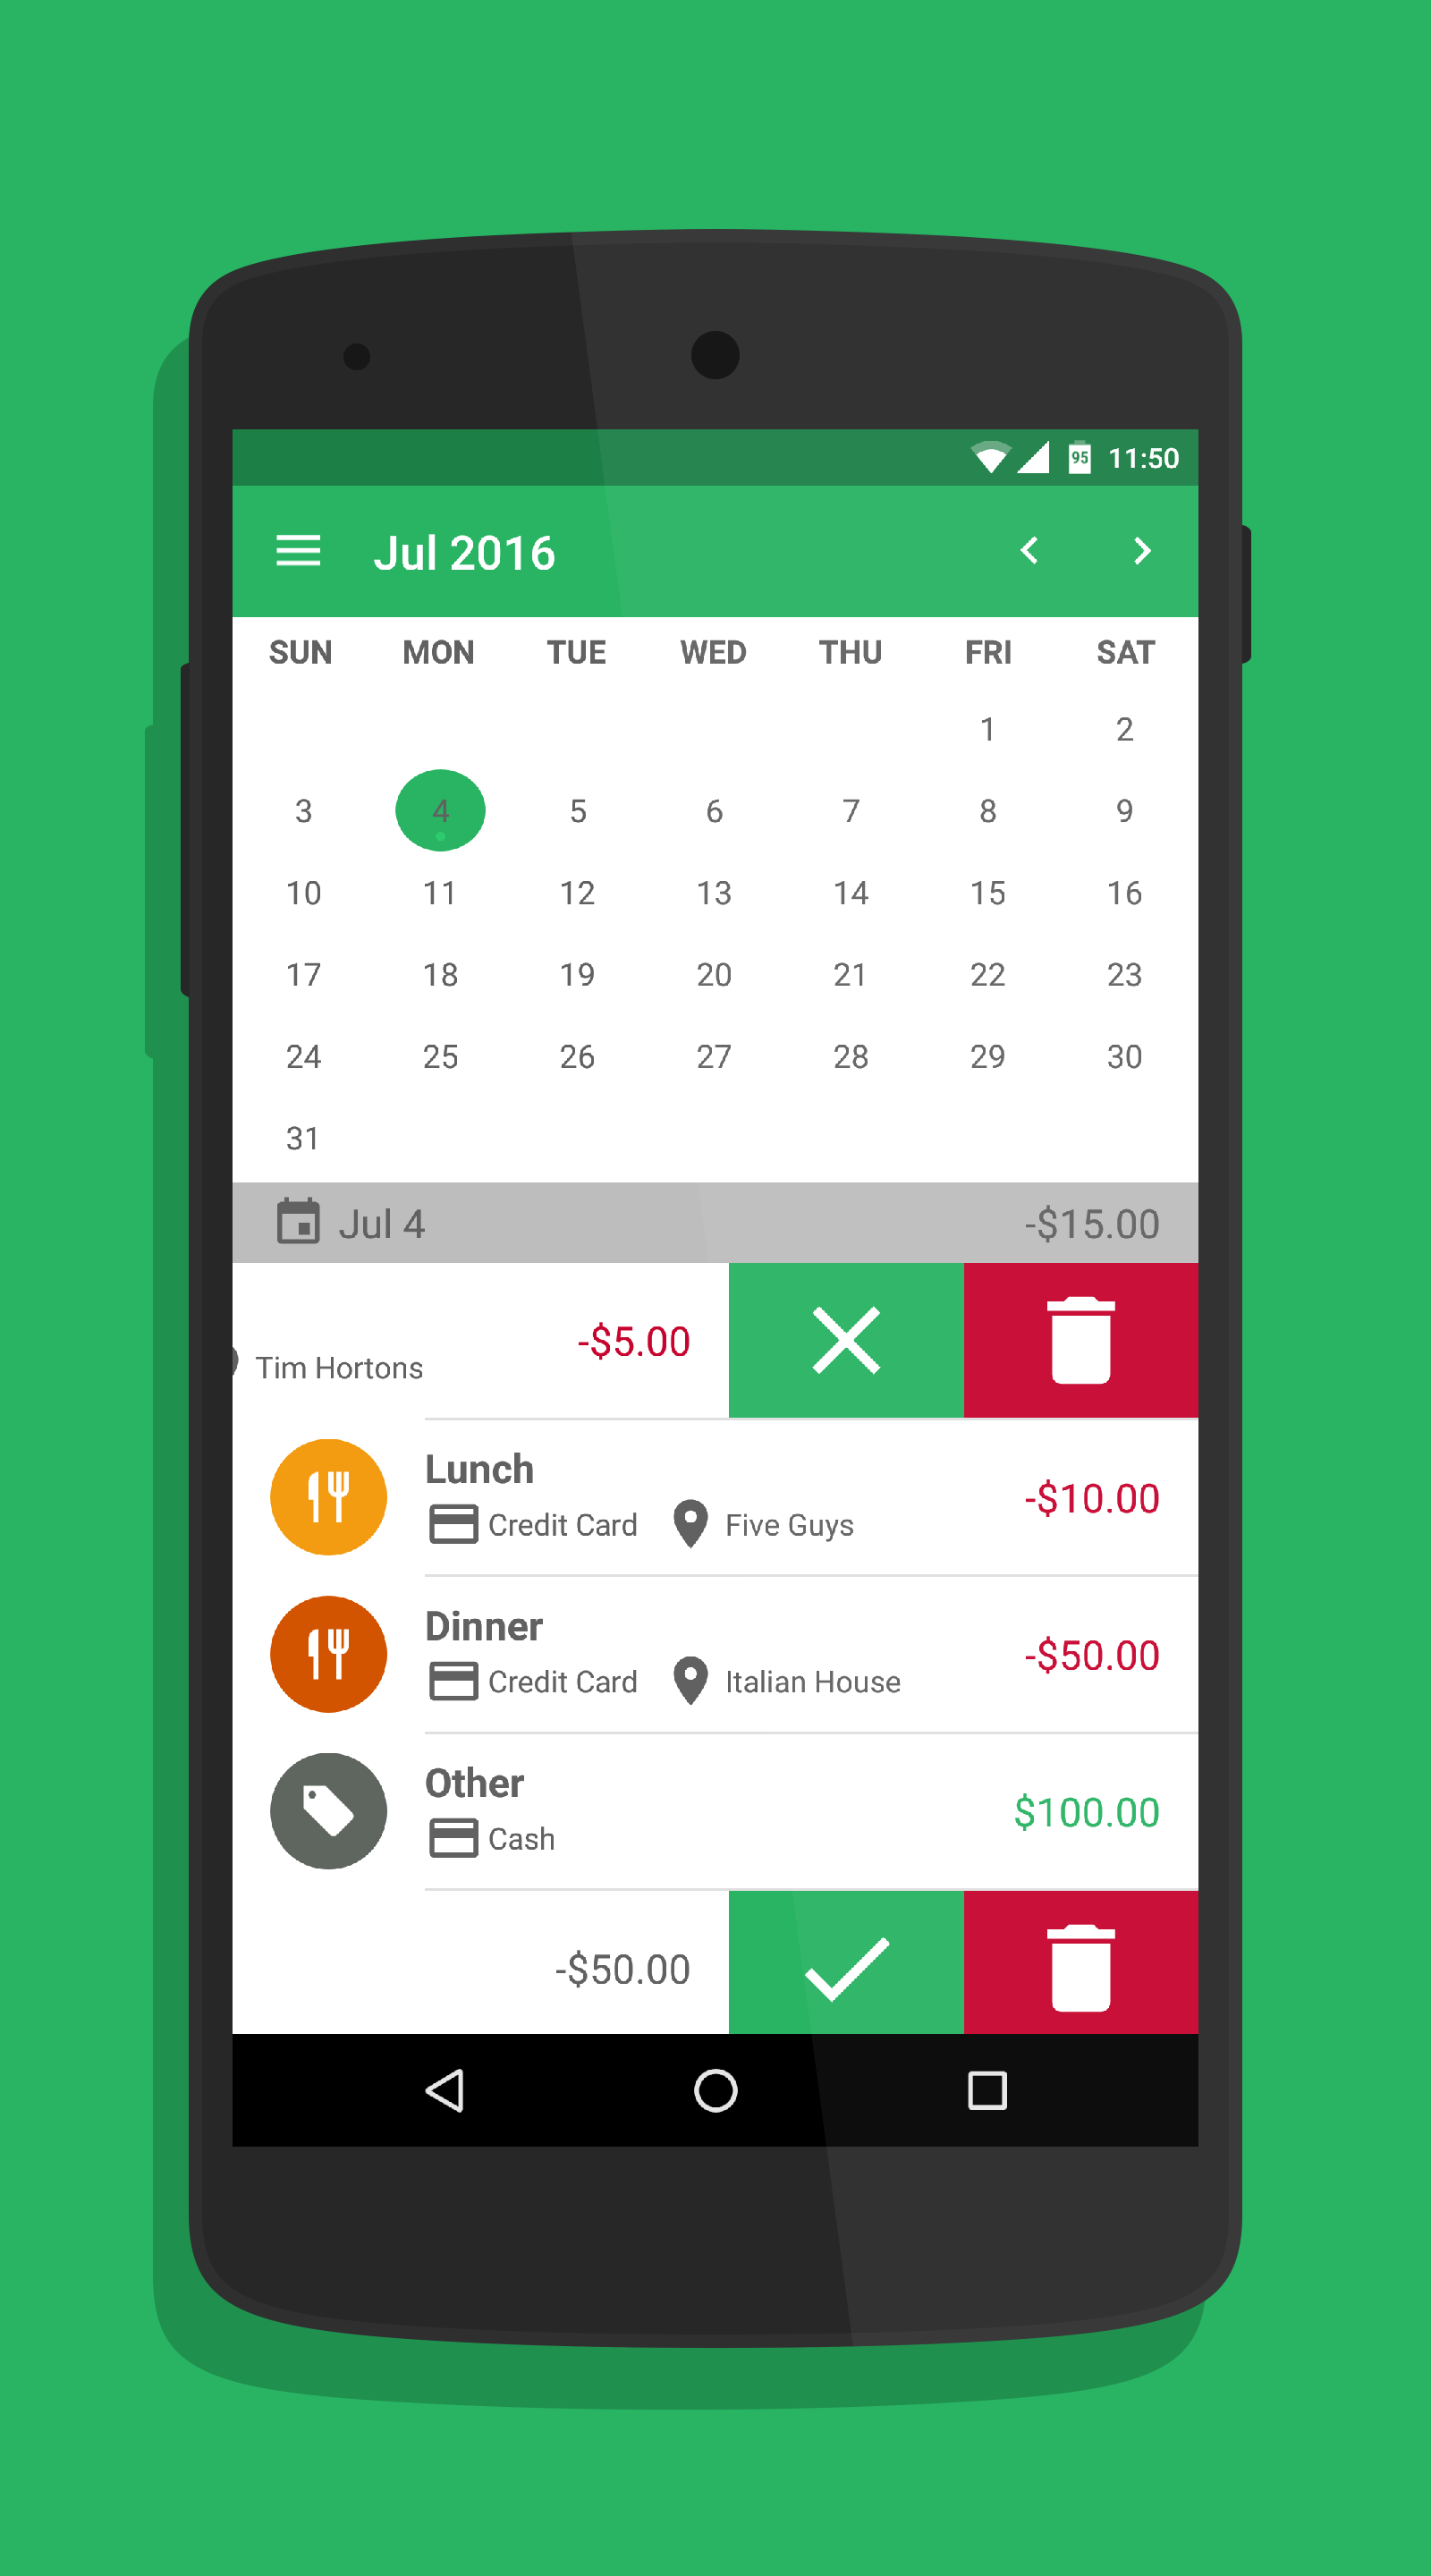 95 11:50
Jul 2016
SUN MON TUE WED THU FRI SAT
1 2
3 4 5 6 7 8 9
10 11 12 13 14 15 16
17 18 19 20 21 22 23
24 25 26 27 28 29 30
31
Jul 4 -$15.00
-$5.00
Tim Hortons
Lunch
-$10.00
Credit Card Five Guys
Dinner
-$50.00
Credit Card Italian House
Other
$100.00
Cash
-$50.00